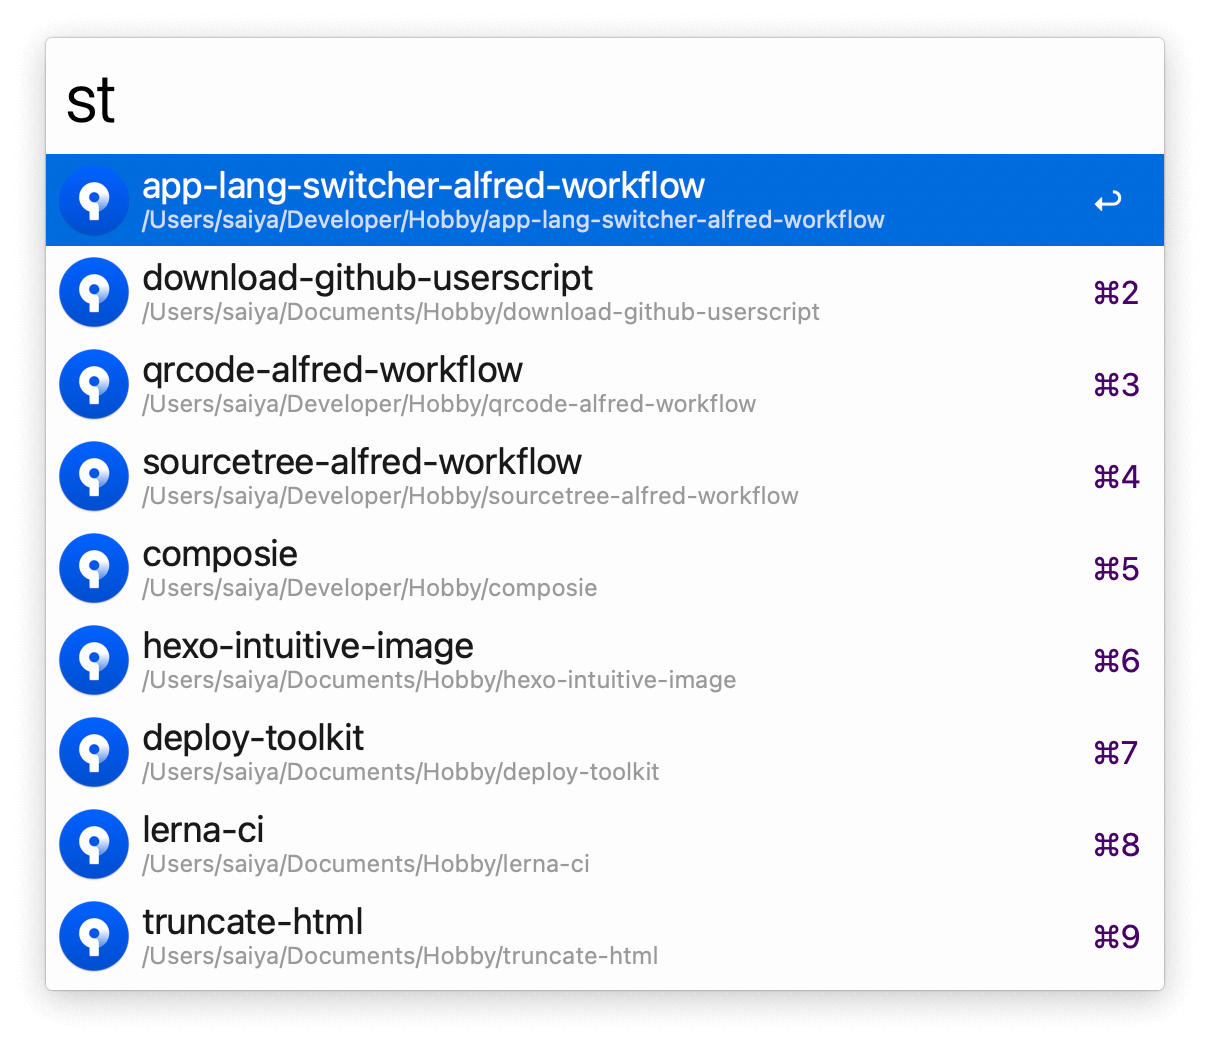 st
app-lang-switcher-alfred-workflow
/Users/saiya/Developer/Hobby/app-lang-switcher-alfred-workflow
download-github-userscript
/Users/saiya/Documents/Hobby/download-github-userscript
⌘2
qrcode-alfred-workflow
/Users/saiya/Developer/Hobby/qrcode-alfred-workflow
⌘3
sourcetree-alfred-workflow
/Users/saiya/Developer/Hobby/sourcetree-alfred-workflow
⌘4
composie
/Users/saiya/Developer/Hobby/composie
⌘5
hexo-intuitive-image
/Users/saiya/Documents/Hobby/hexo-intuitive-image
⌘6
deploy-toolkit
/Users/saiya/Documents/Hobby/deploy-toolkit
⌘7
lerna-ci
/Users/saiya/Documents/Hobby/lerna-ci
⌘8
truncate-html
/Users/saiya/Documents/Hobby/truncate-html
⌘9